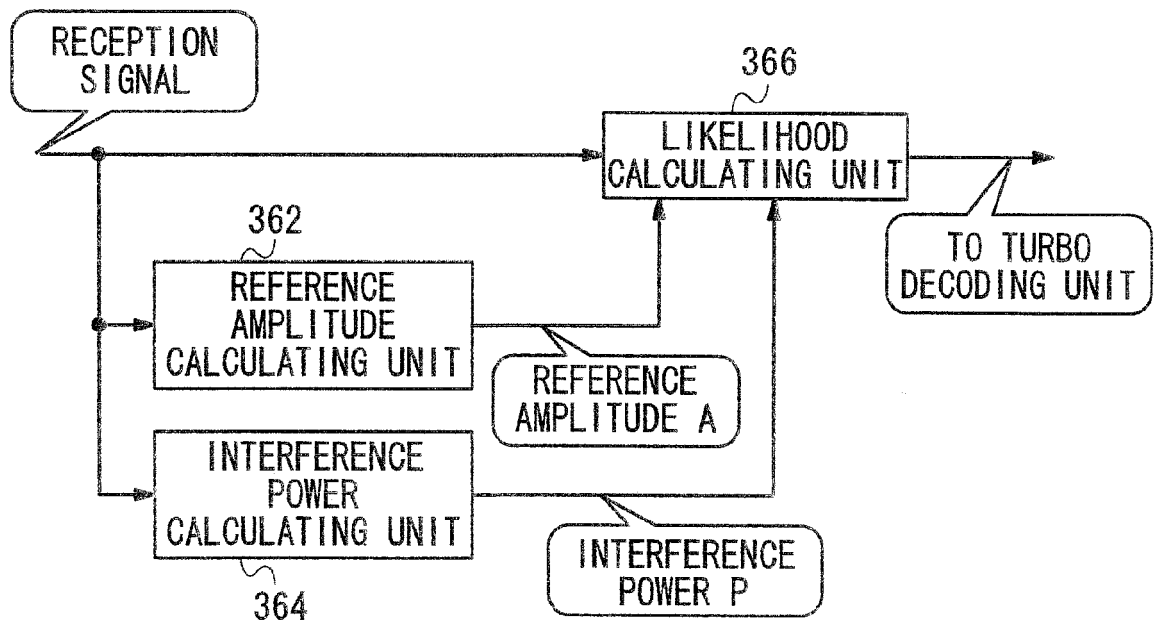 RECEPTION
SIGNAL
366
LIKELIHOOD
CALCULATING UNIT
TO TURBO
DECODING UNIT
362
REFERENCE
AMPLITUDE
CALCULATING UNIT
REFERENCE
AMPLITUDE A
INTERFERENCE
POWER
CALCULATING UNIT
364
INTERFERENCE
POWER P